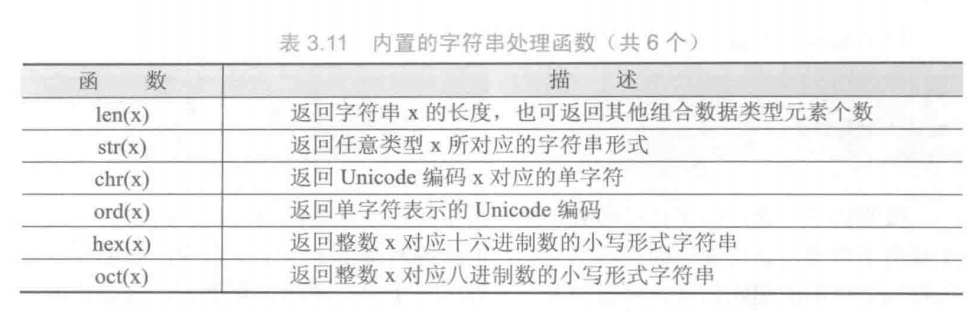 表 3.11 内置的字符串处理函数（共 6 个）
函 数 描 述
len(x) 返回字符串 x 的长度，也可返回其他组合数据类型元素个数
str(x) 返回任意类型 x 所对应的字符串形式
chr(x) 返回 Unicode 编码 x 对应的单字符
ord(x) 返回单字符表示的 Unicode 编码
hex(x) 返回整数 x 对应十六进制数的小写形式字符串
oct(x) 返回整数 x 对应八进制数的小写形式字符串